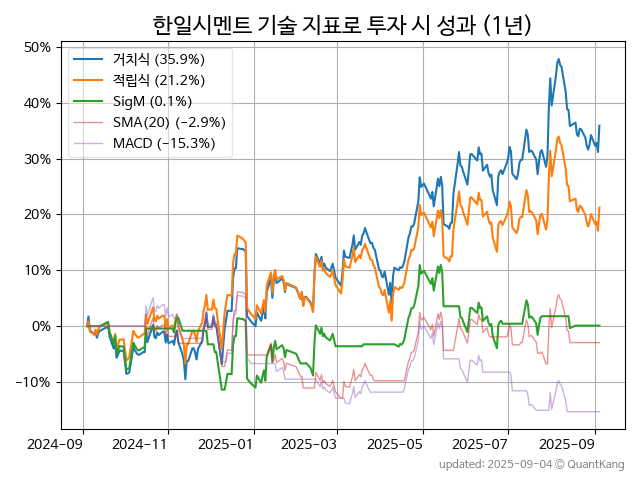 한일시멘트 기술 지표로 투자 시 성과 (1년)
50%
40%
30%
20%
10%
0%
−10%
거치식 (35.9%)
적립식 (21.2%)
SigM (0.1%)
SMA(20) (−2.9%)
MACD (−15.3%)
2024-09 2024-11 2025-01 2025-03 2025-05 2025-07 2025-09
updated: 2025-09-04 © QuantKang